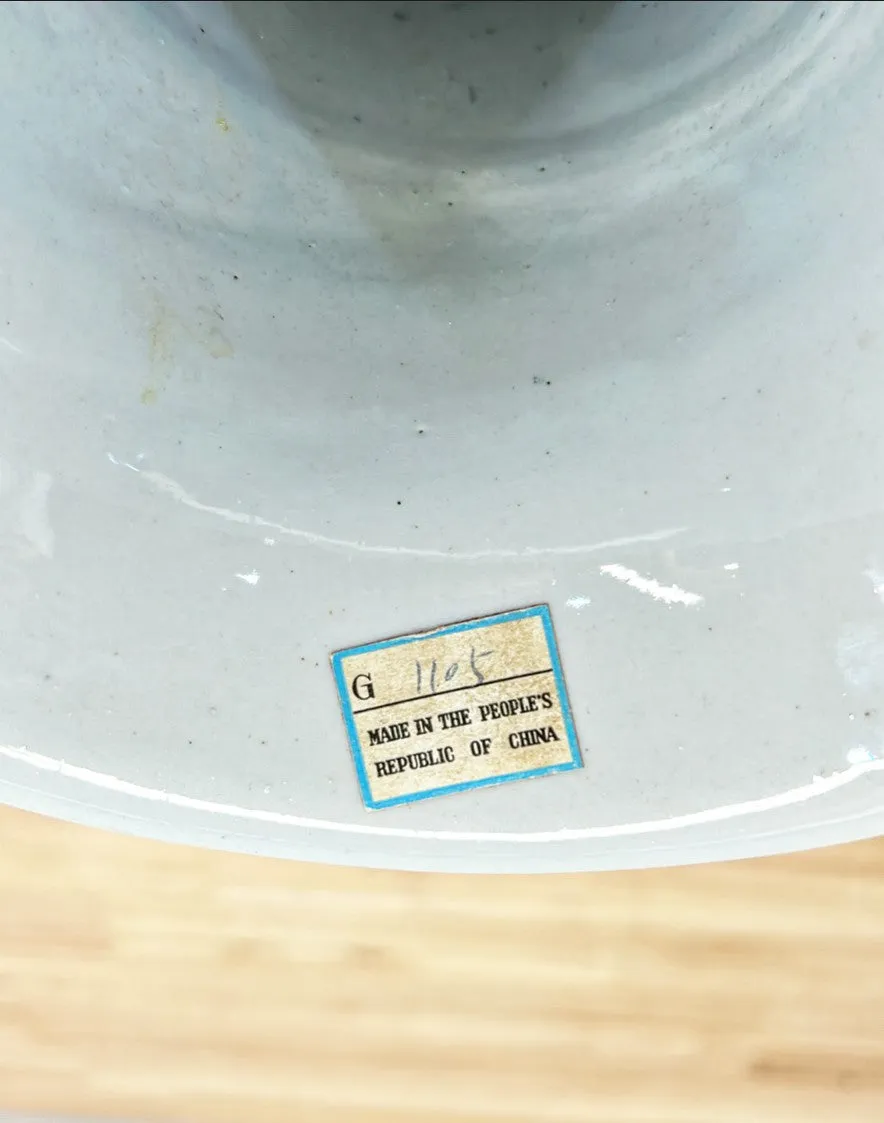 G 1105
MADE IN THE PEOPLE'S
REPUBLIC OF CHINA